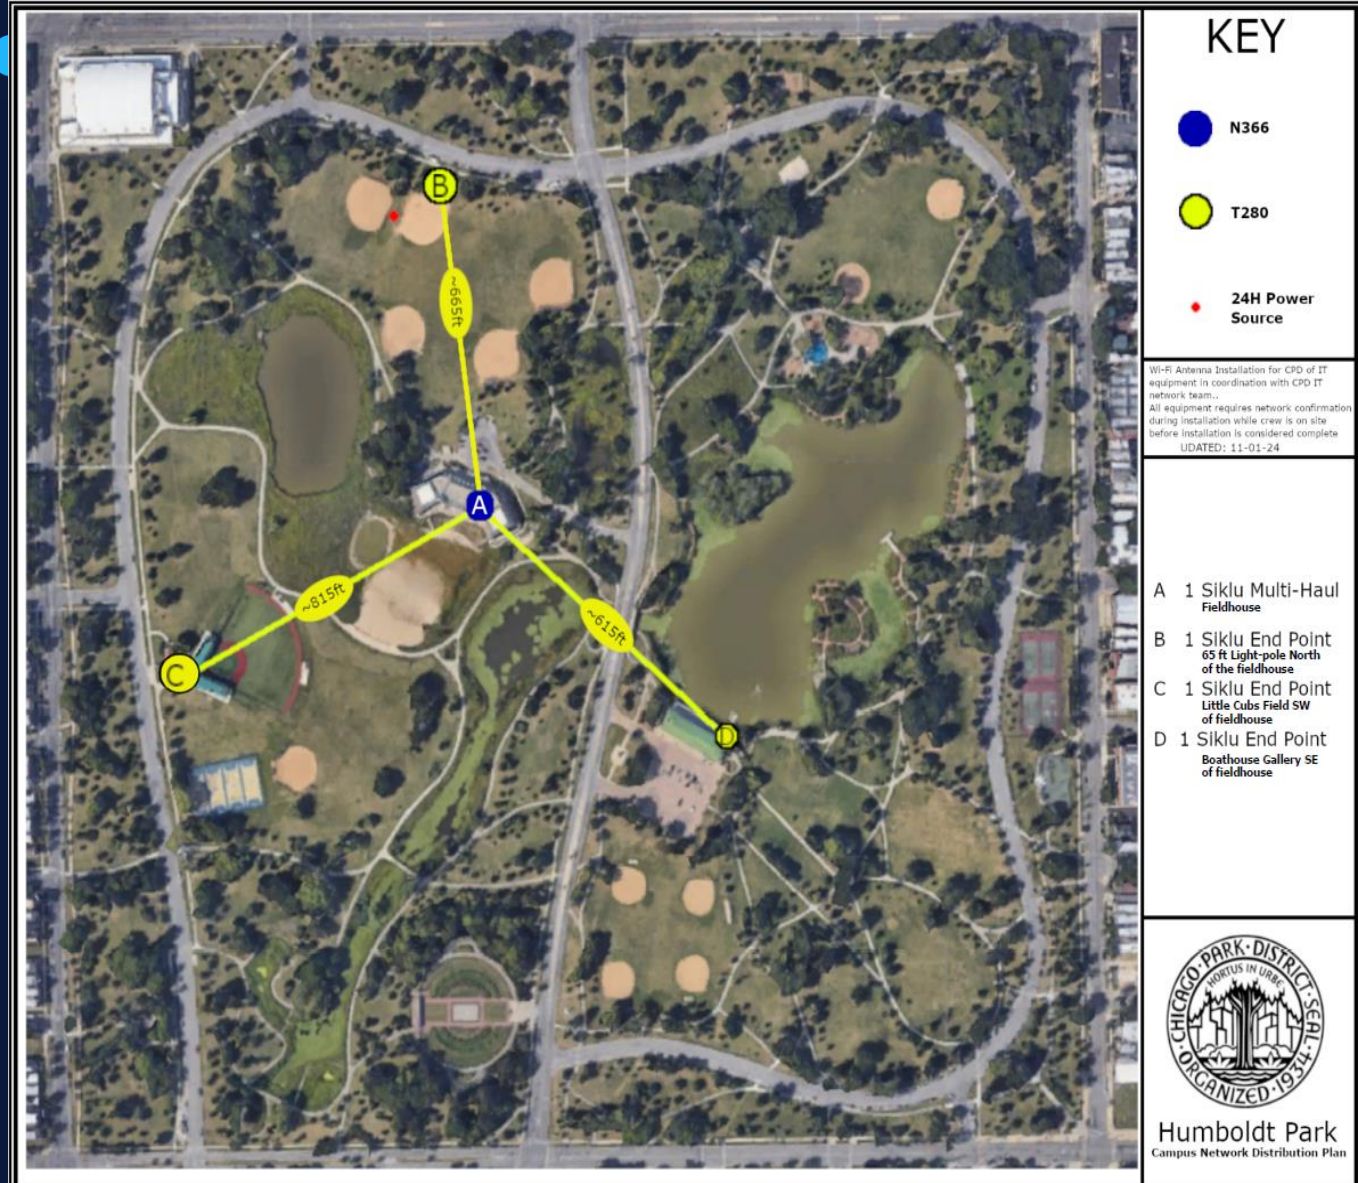 KEY
N366
T280
24H Power
Source
Wi-Fi Antenna Installation for CPD of IT
equipment in coordination with CPD IT
network team..
All equipment requires network confirmation
during installation while crew is on site
before installation is considered complete
UDATED: 11-01-24
A 1 Siklu Multi-Haul
Fieldhouse
B 1 Siklu End Point
65 ft Light-pole North
of the fieldhouse
C 1 Siklu End Point
Little Cubs Field SW
of fieldhouse
D 1 Siklu End Point
Boathouse Gallery SE
of fieldhouse
B
~665ft
A
~815ft
~615ft
C
D
CHICAGO·PARK·DISTRICT·SEAL·
ORGANIZED·1934·
HORTUS IN URBE
Humboldt Park
Campus Network Distribution Plan